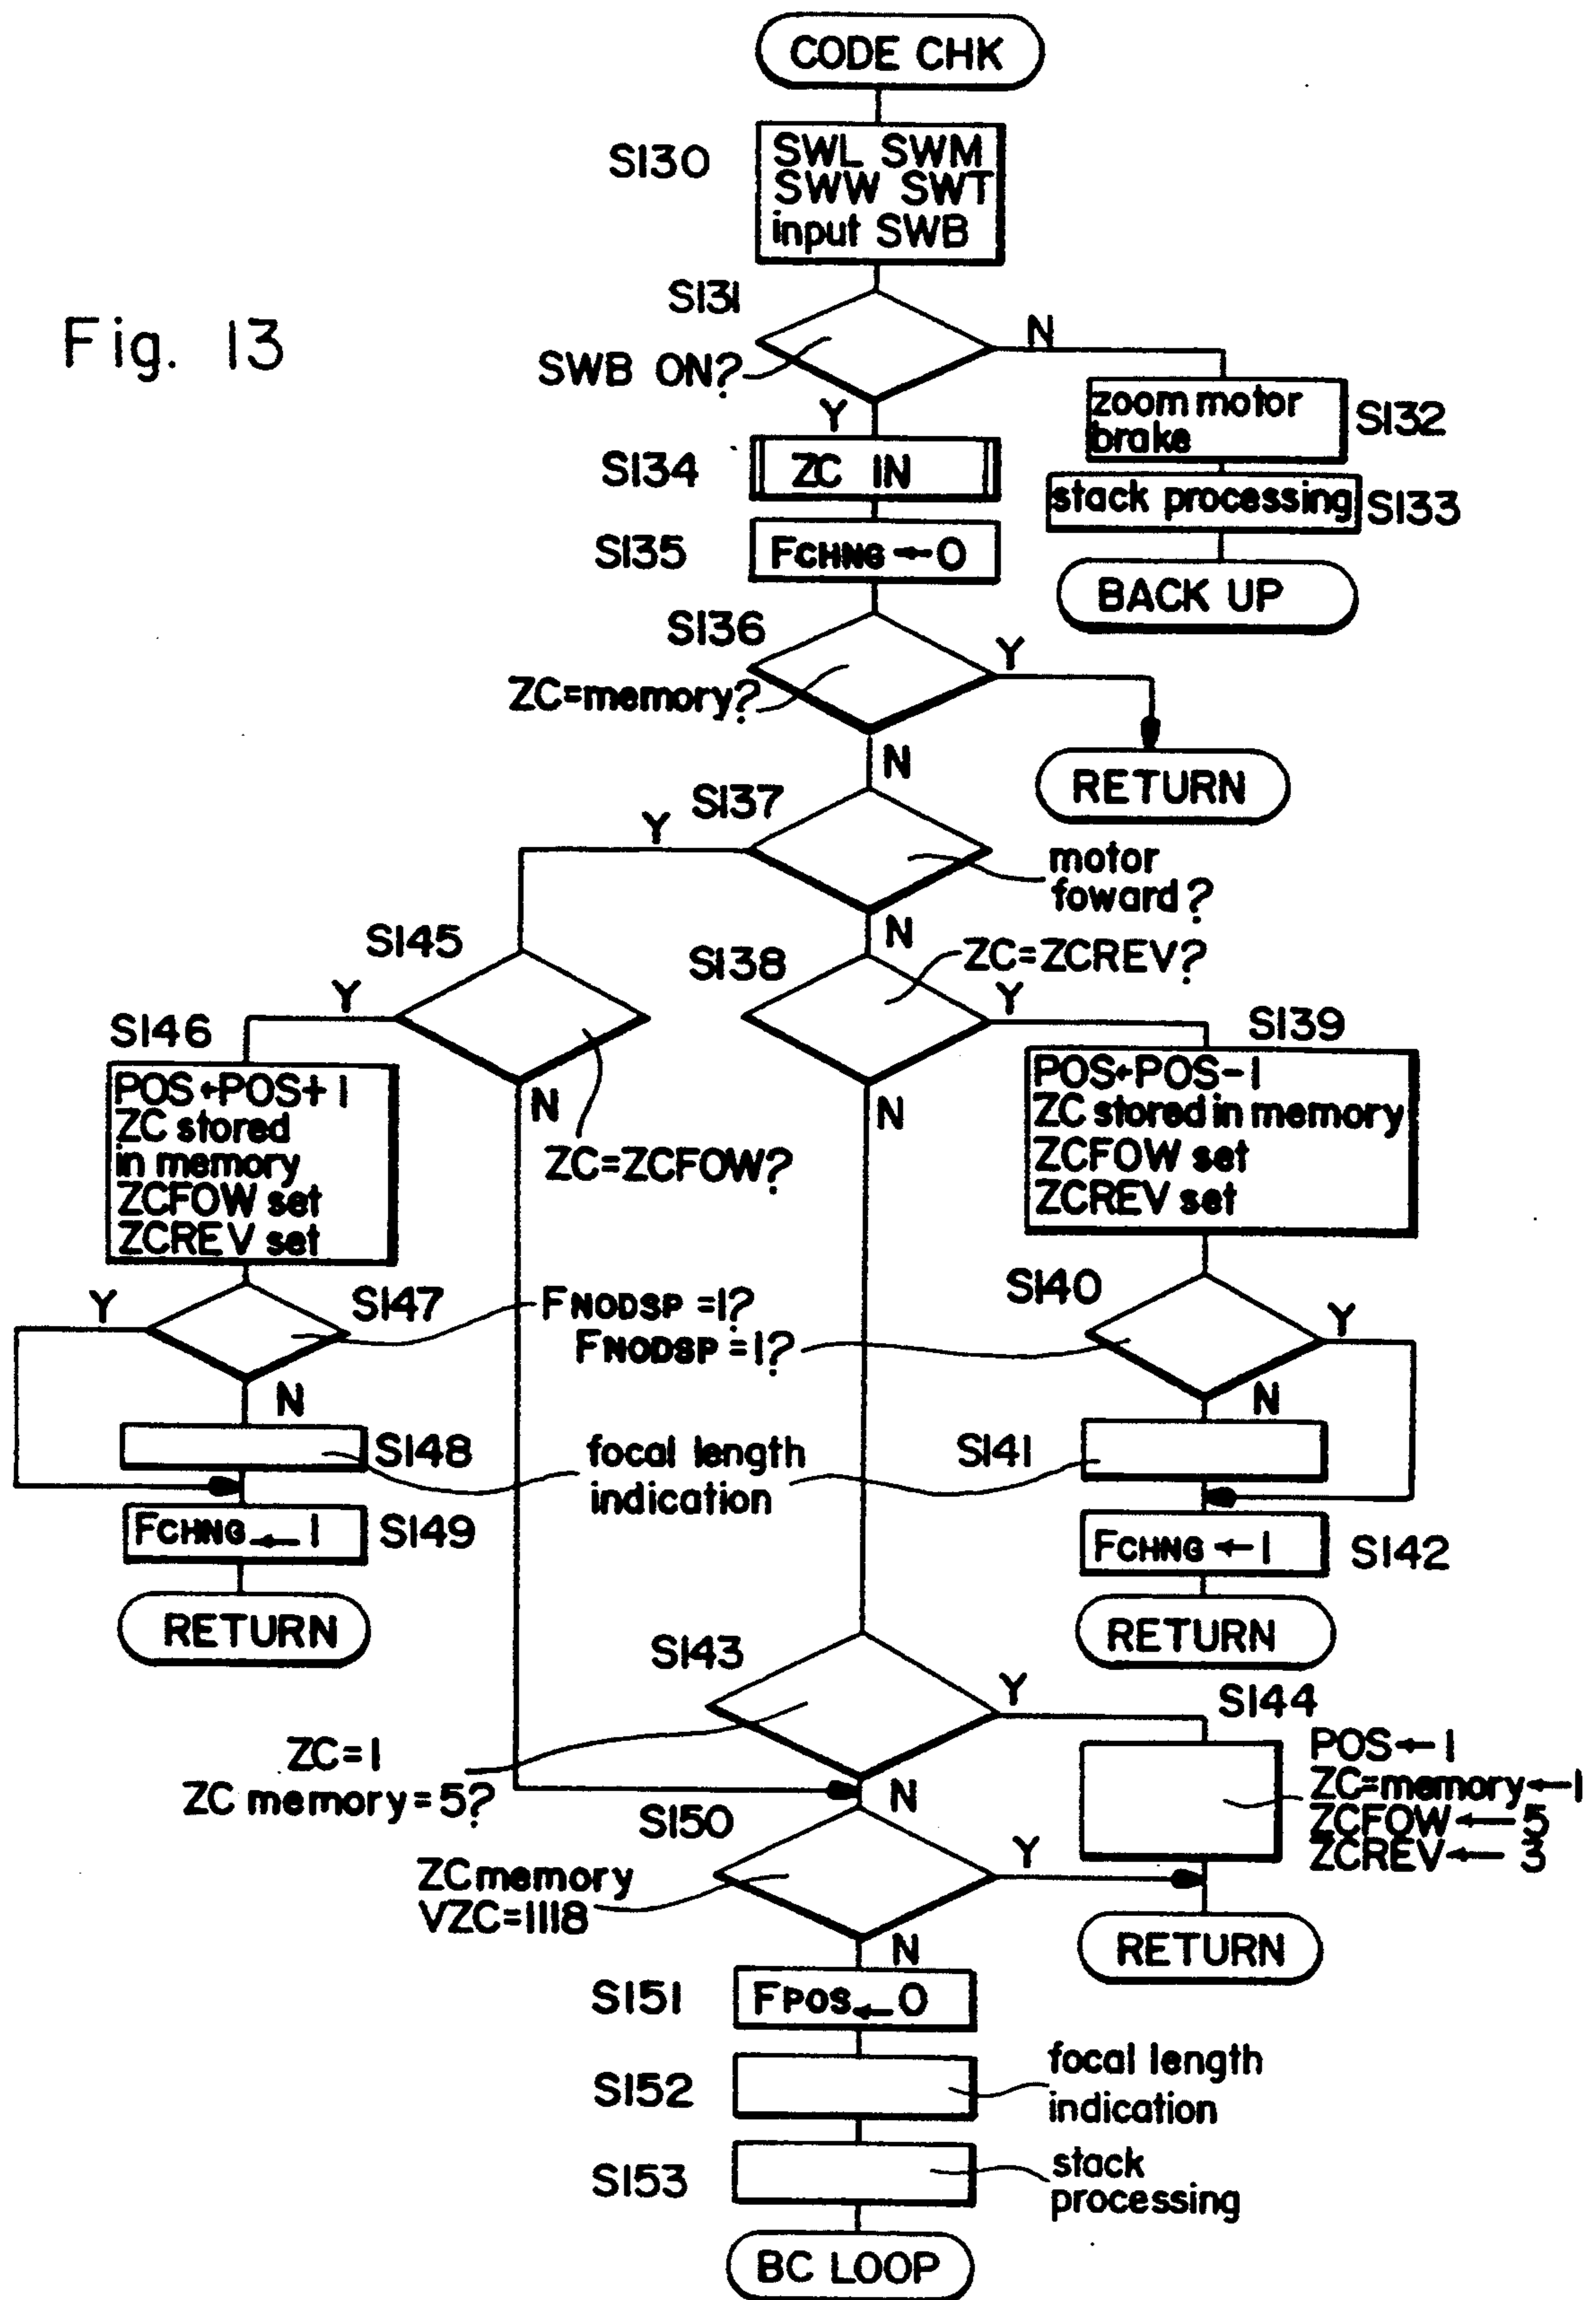 CODE CHK
S130
SWL SWM
SWW SWT
input SWB
Fig. 13
S131
SWB ON?
N
Y
zoom motor
brake
S132
S134
ZC IN
stack processing
S133
S135
FCHNG ← 0
BACK UP
S136
ZC=memory?
Y
N
RETURN
S137
Y
motor
foward?
N
S145
S138
ZC=ZCREV?
Y
Y
S146
S139
POS←POS+1
ZC stored
in memory
ZCFOW set
ZCREV set
N
ZC=ZCFOW?
N
POS←POS-1
ZC stored in memory
ZCFOW set
ZCREV set
Y
S147
FNODSP =1?
FNODSP =1?
S140
Y
N
N
S148
focal length
indication
S141
FCHNG ← 1
S149
FCHNG ← 1
S142
RETURN
RETURN
S143
Y
S144
ZC=1
ZC memory=5?
N
POS←1
ZC=memory←1
ZCFOW← 5
ZCREV← 3
S150
ZC memory
VZC=1118
Y
N
RETURN
S151
FPOS ← 0
S152
focal length
indication
S153
stack
processing
BC LOOP